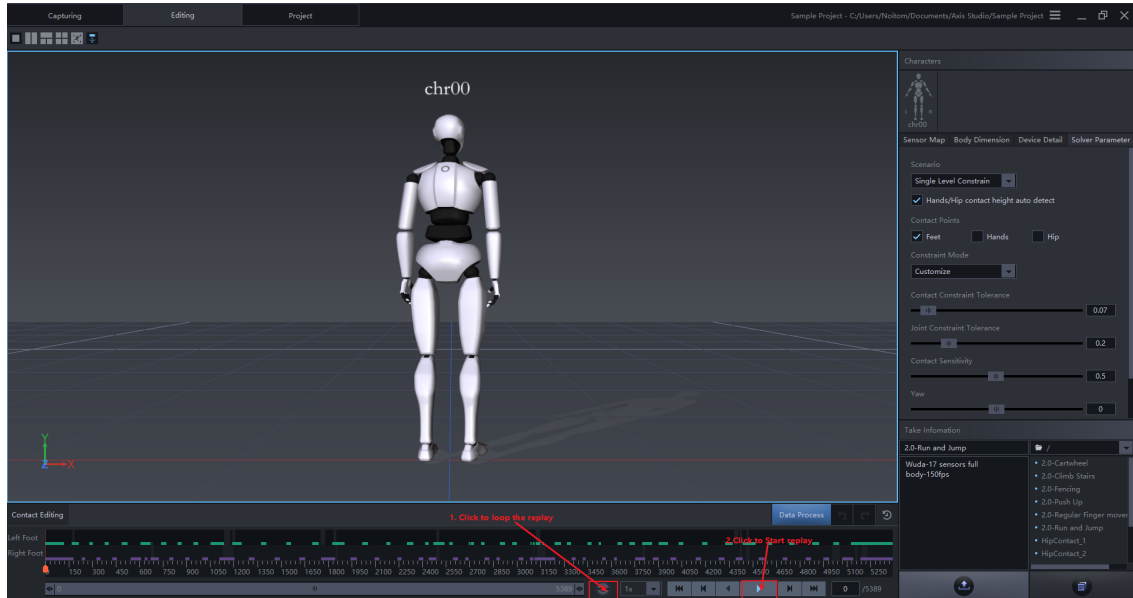 Capturing
Editing
Project
Sample Project - C:/Users/Noitom/Documents/Axis Studio/Sample Project
chr00
Characters
L R
chr00
Sensor Map Body Dimension Device Detail Solver Parameter
Scenario
Single Level Constrain
Hands/Hip contact height auto detect
Contact Points
Feet Hands Hip
Constraint Mode
Customize
Contact Constraint Tolerance
0.07
Joint Constraint Tolerance
0.2
Contact Sensitivity
0.5
Yaw
0
Take Infomation
2.0-Run and Jump
/
Wuda-17 sensors full
body-150fps
2.0-Cartwheel
2.0-Climb Stairs
2.0-Fencing
2.0-Push Up
2.0-Regular Finger mover
2.0-Run and Jump
HipContact_1
HipContact_2
Y
Z X
Contact Editing
1. Click to loop the replay
Data Process
2.Click to Start replay
Left Foot
Right Foot
0 150 300 450 600 750 900 1050 1200 1350 1500 1650 1800 1950 2100 2250 2400 2550 2700 2850 3000 3150 3300 3450 3600 3750 3900 4050 4200 4350 4500 4650 4800 4950 5100 5250
0
5389
1x
0 /5389